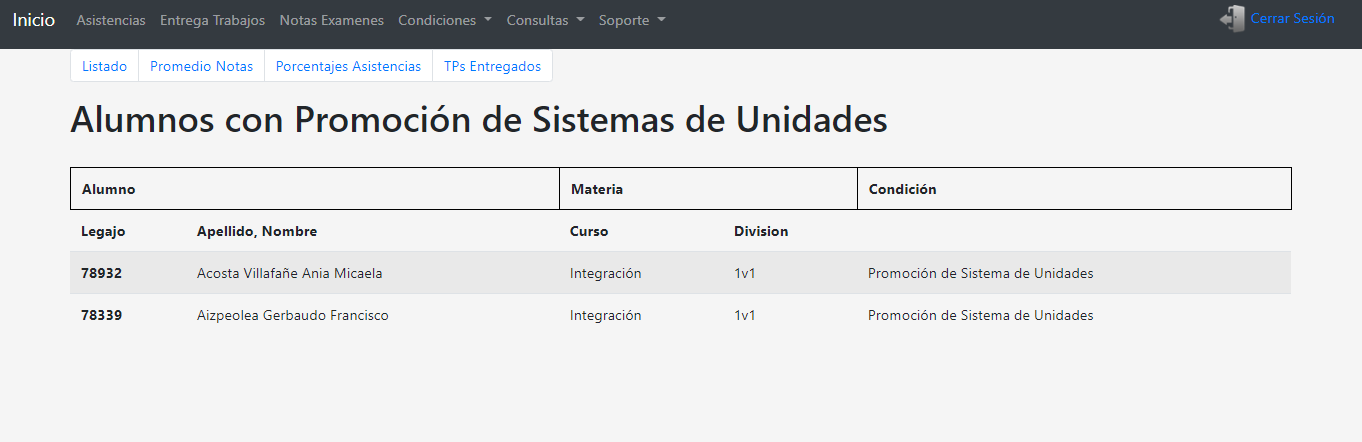 Inicio Asistencias Entrega Trabajos Notas Examenes Condiciones Consultas Soporte Cerrar Sesión
Listado Promedio Notas Porcentajes Asistencias TPs Entregados
Alumnos con Promoción de Sistemas de Unidades
Alumno Materia Condición
Legajo Apellido, Nombre Curso Division
78932 Acosta Villafañe Ania Micaela Integración 1v1 Promoción de Sistema de Unidades
78339 Aizpeolea Gerbaudo Francisco Integración 1v1 Promoción de Sistema de Unidades